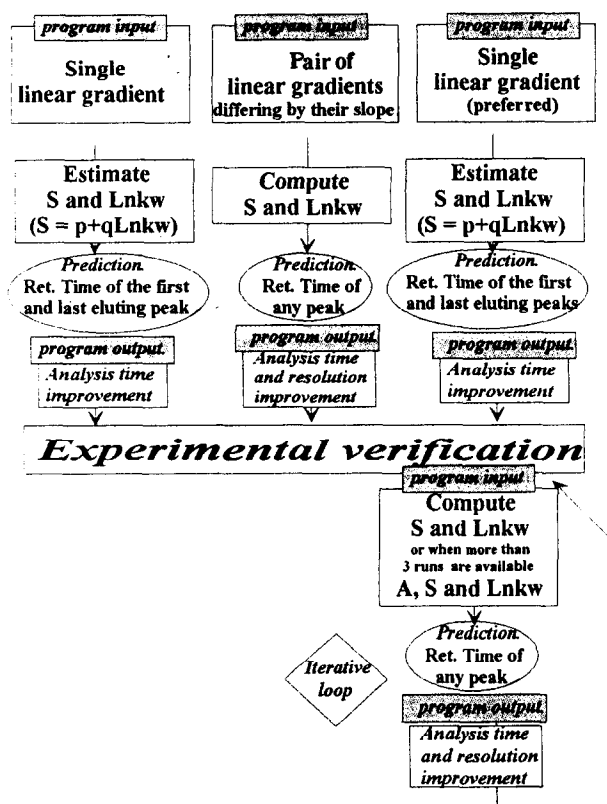 program input
Single
linear gradient
Estimate
S and Lnkw
(S = p+qLnkw)
Prediction.
Ret. Time of the first
and last eluting peak
program output.
Analysis time
improvement
program input
Pair of
linear gradients
differing by their slope
Compute
S and Lnkw
Prediction.
Ret. Time of
any peak
program output.
Analysis time
and resolution
improvement
program input
Single
linear gradient
(preferred)
Estimate
S and Lnkw
(S = p+qLnkw)
Prediction.
Ret. Time of the first
and last eluting peaks
program output.
Analysis time
improvement
Experimental verification
program input
Compute
S and Lnkw
or when more than
3 runs are available
A, S and Lnkw
Prediction.
Ret. Time of
any peak
Iterative
loop
program output.
Analysis time
and resolution
improvement